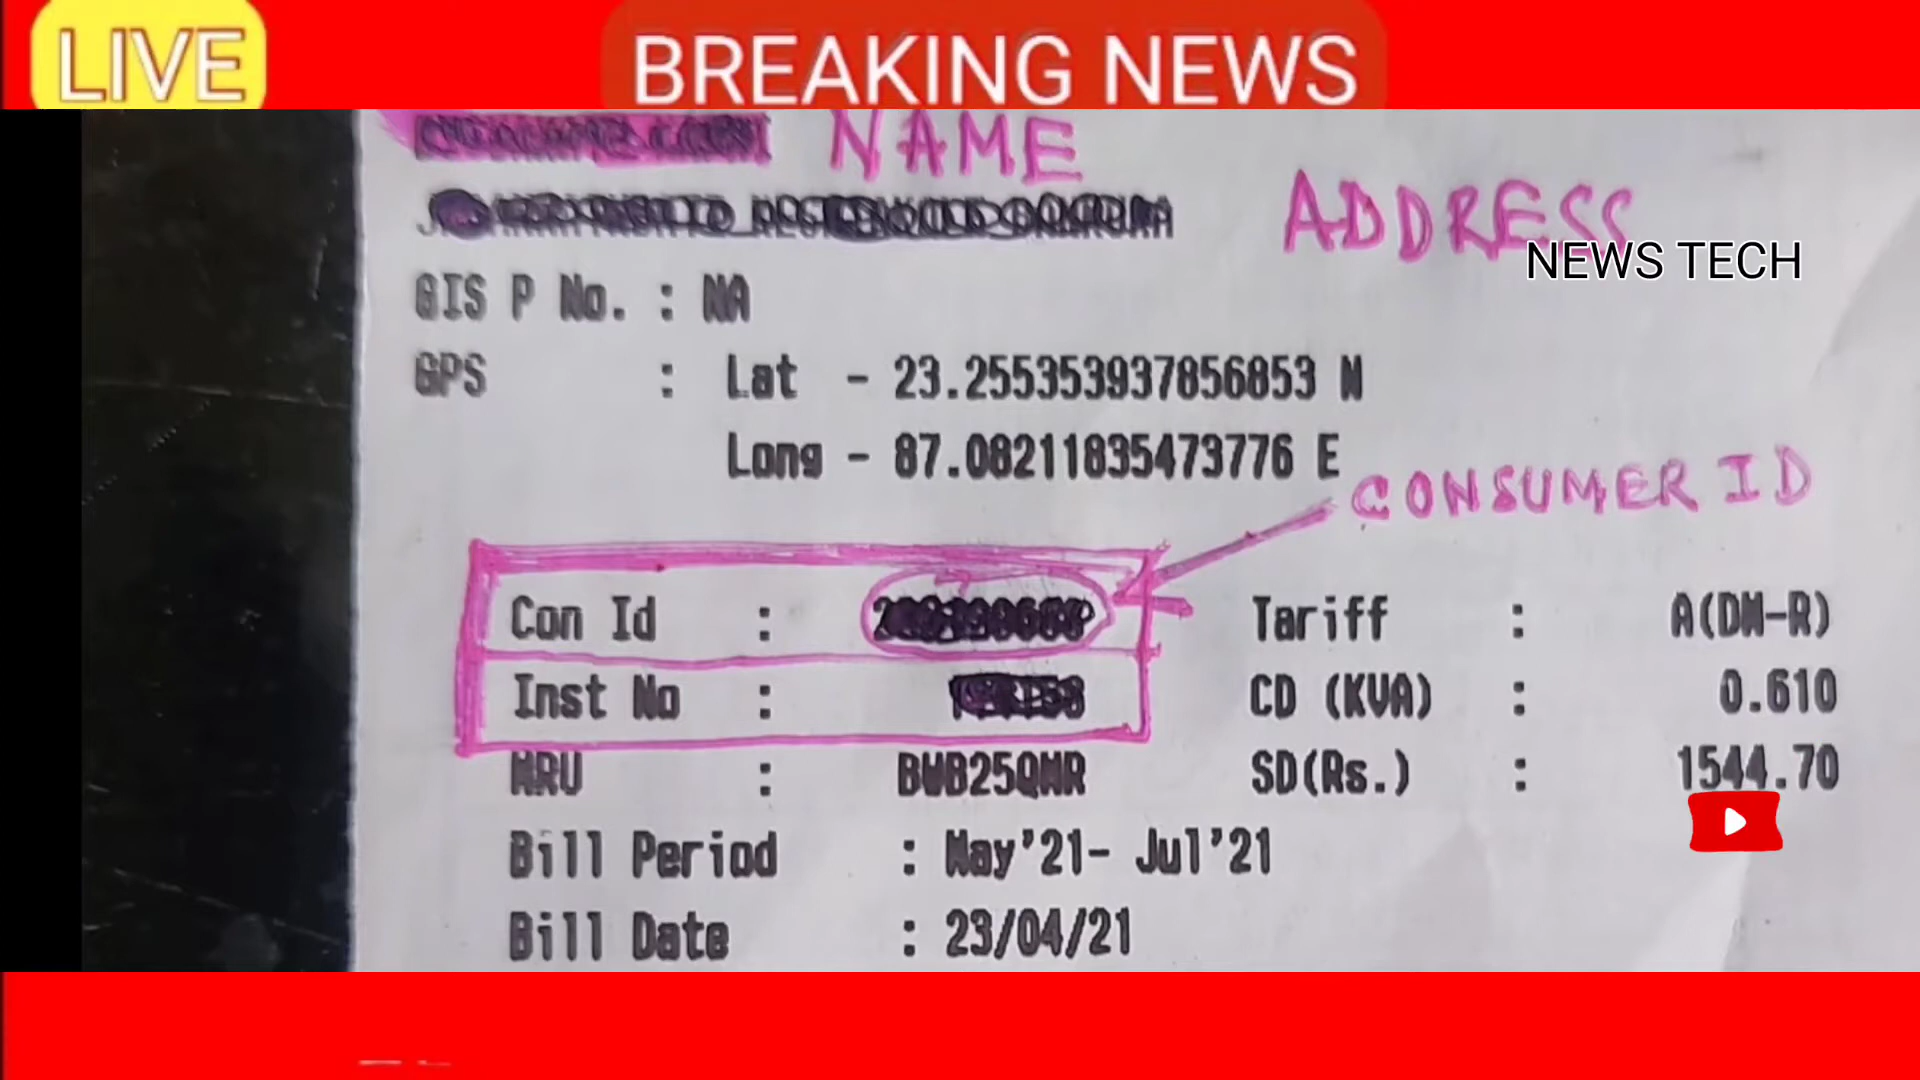 LIVE
BREAKING NEWS
NAME
ADDRESS
NEWS TECH
GIS P No. : NA
GPS : Lat - 23.255353937856853 N
Long - 87.08211835473776 E
CONSUMER ID
Con Id : Tariff : A(DM-R)
Inst No : CD (KVA) : 0.610
MRU : BWB25QMR SD(Rs.) : 1544.70
Bill Period : May'21- Jul'21
Bill Date : 23/04/21